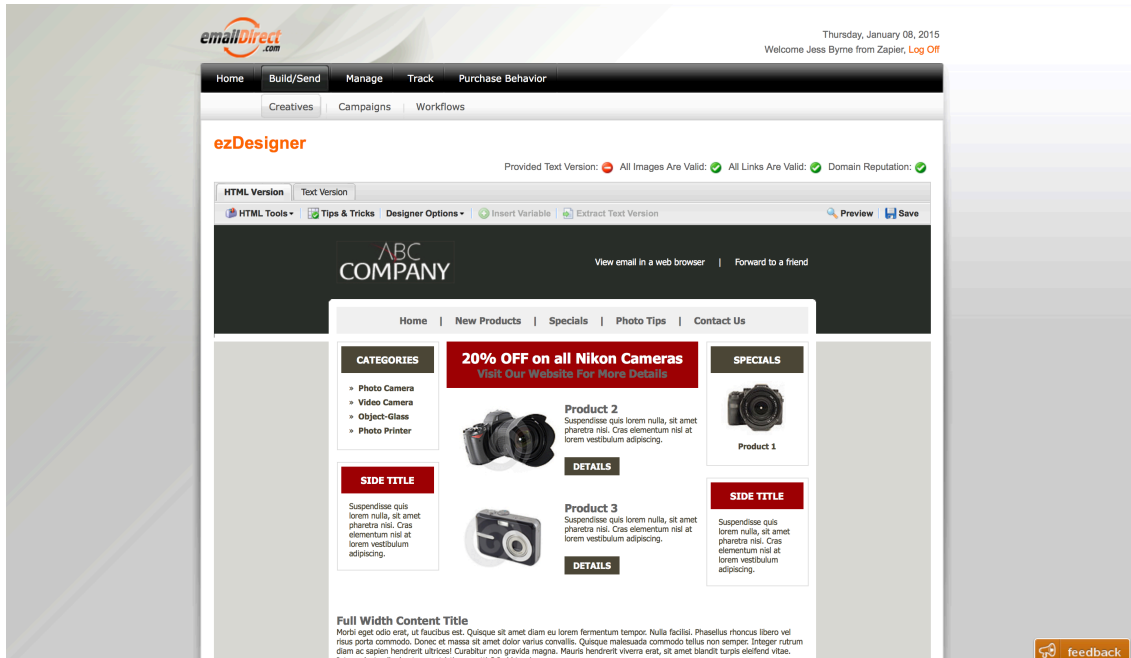 emailDirect
.com
Thursday, January 08, 2015
Welcome Jess Byrne from Zapier, Log Off
Home Build/Send Manage Track Purchase Behavior
Creatives Campaigns Workflows
ezDesigner
Provided Text Version: All Images Are Valid: All Links Are Valid: Domain Reputation:
HTML Version Text Version
HTML Tools Tips & Tricks Designer Options Insert Variable Extract Text Version Preview Save
ABC
COMPANY
View email in a web browser | Forward to a friend
Home | New Products | Specials | Photo Tips | Contact Us
CATEGORIES
» Photo Camera
» Video Camera
» Object-Glass
» Photo Printer
SIDE TITLE
Suspendisse quis
lorem nulla, sit amet
pharetra nisl. Cras
elementum nisl at
lorem vestibulum
adipiscing.
20% OFF on all Nikon Cameras
Visit Our Website For More Details
Product 2
Suspendisse quis lorem nulla, sit amet
pharetra nisl. Cras elementum nisl at
lorem vestibulum adipiscing.
DETAILS
Product 3
Suspendisse quis lorem nulla, sit amet
pharetra nisl. Cras elementum nisl at
lorem vestibulum adipiscing.
DETAILS
SPECIALS
Product 1
SIDE TITLE
Suspendisse quis
lorem nulla, sit amet
pharetra nisl. Cras
elementum nisl at
lorem vestibulum
adipiscing.
Full Width Content Title
Morbi eget odio erat, ut faucibus est. Quisque sit amet diam eu lorem fermentum tempor. Nulla facilisi. Phasellus rhoncus libero vel
risus porta commodo. Donec et massa sit amet dolor varius convallis. Quisque malesuada commodo tellus non semper. Integer rutrum
diam ac sapien hendrerit ultrices! Curabitur non gravida magna. Mauris hendrerit viverra erat, sit amet blandit turpis eleifend vitae.
feedback